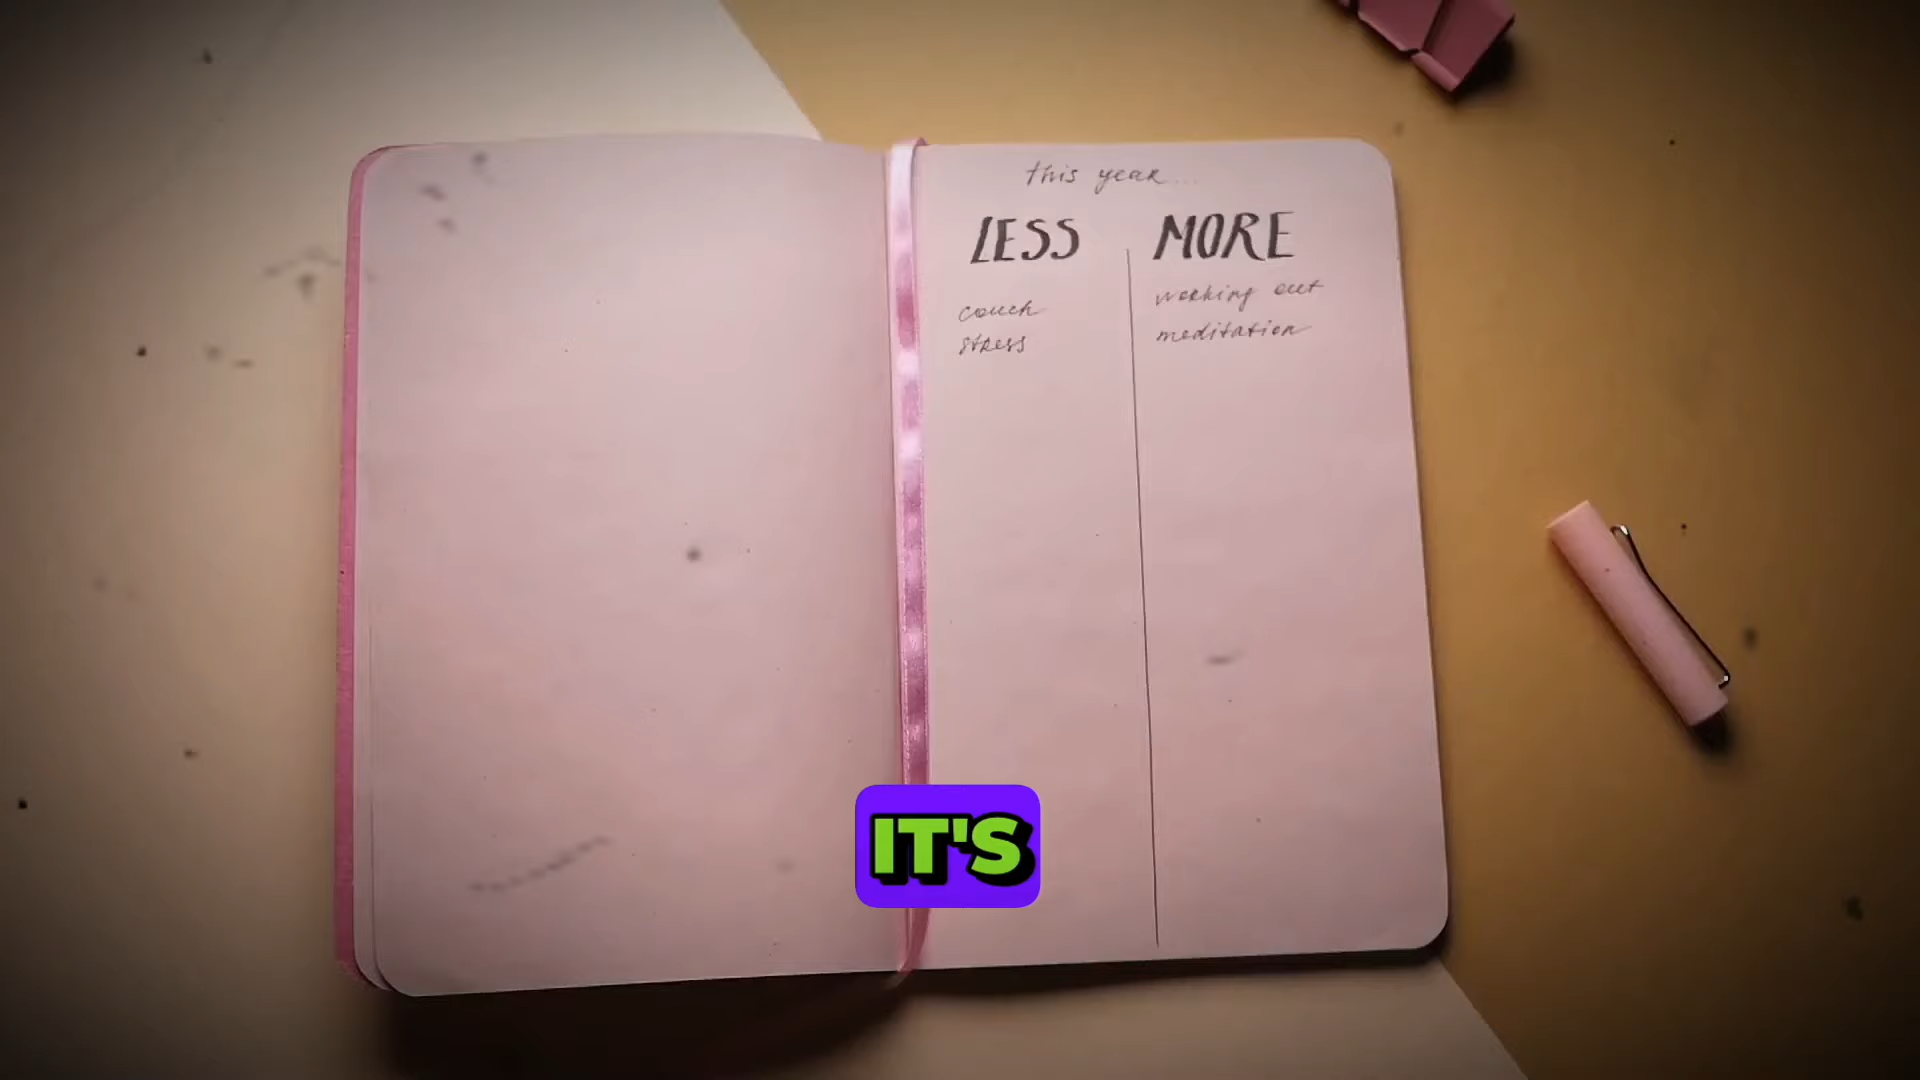 this year...
LESS
MORE
couch
stress
working out
meditation
IT'S